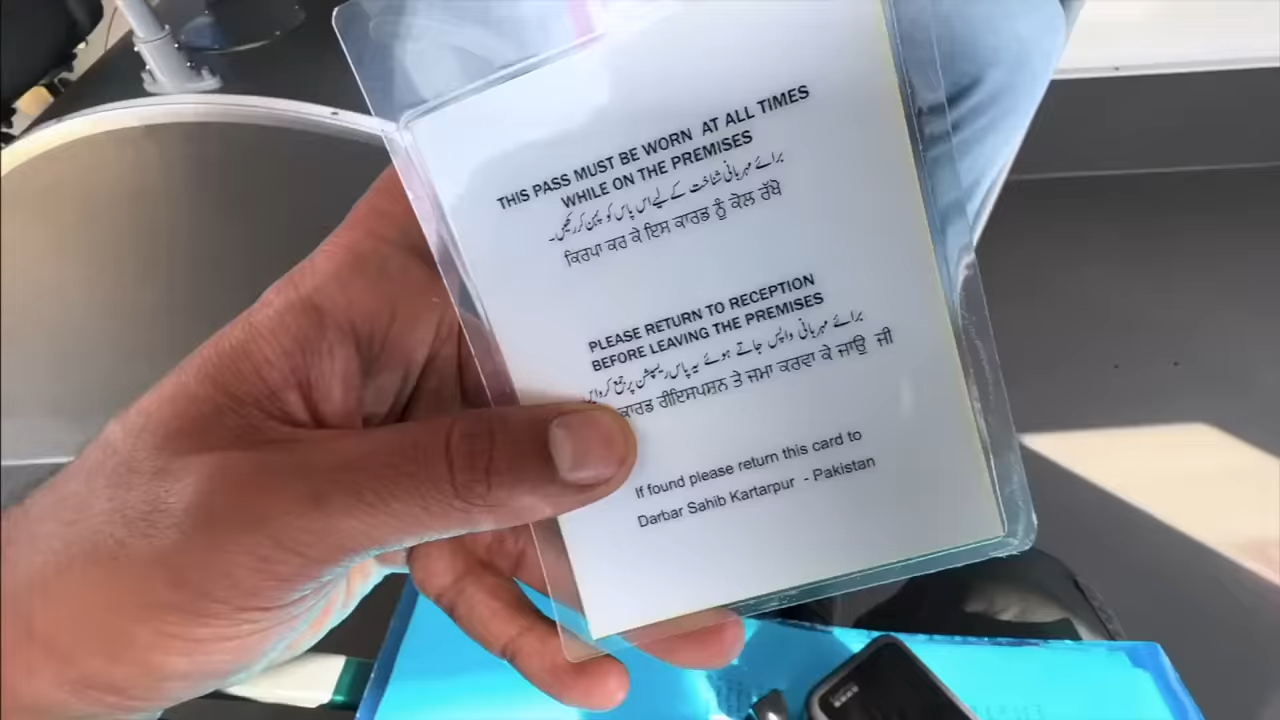 THIS PASS MUST BE WORN AT ALL TIMES
WHILE ON THE PREMISES
برائے مہربانی شناخت کے لیے اس پاس کو پہن کر رکھیں۔
ਕਿਰਪਾ ਕਰ ਕੇ ਇਸ ਕਾਰਡ ਨੂੰ ਕੋਲ ਰੱਖੋ
PLEASE RETURN TO RECEPTION
BEFORE LEAVING THE PREMISES
برائے مہربانی واپس جاتے ہوئے یہ پاس ریسپشن پر جمع کروایں
ਕਾਰਡ ਰੀਇਸਪਸ਼ਨ ਤੇ ਜਮਾ ਕਰਵਾ ਕੇ ਜਾਉ ਜੀ
If found please return this card to
Darbar Sahib Kartarpur - Pakistan